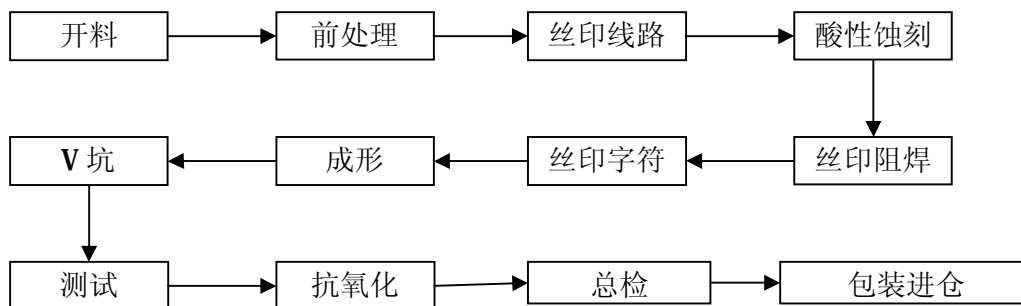 开料
前处理
丝印线路
酸性蚀刻
丝印阻焊
丝印字符
成形
V 坑
测试
抗氧化
总检
包装进仓